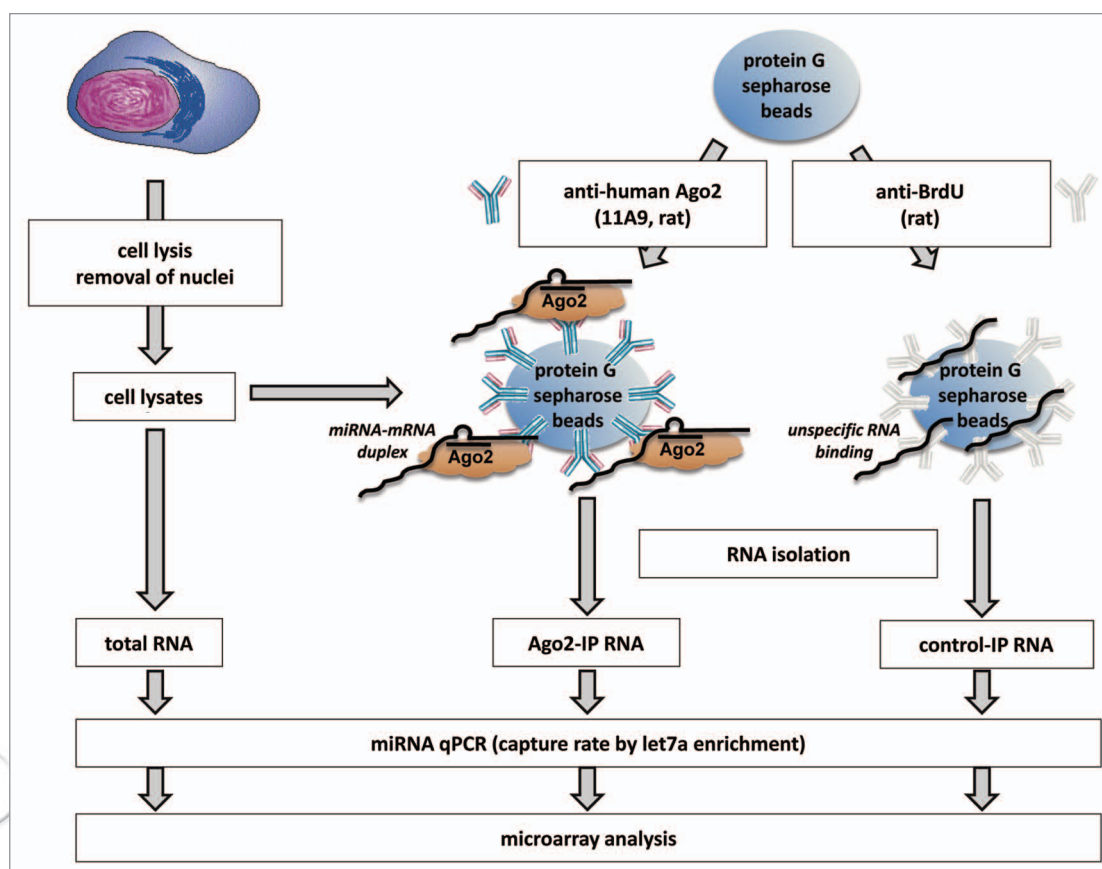 protein G
sepharose
beads
anti-human Ago2
(11A9, rat)
anti-BrdU
(rat)
cell lysis
removal of nuclei
Ago2
cell lysates
protein G
sepharose
beads
miRNA-mRNA
duplex
Ago2
Ago2
protein G
sepharose
beads
unspecific RNA
binding
RNA isolation
total RNA
Ago2-IP RNA
control-IP RNA
miRNA qPCR (capture rate by let7a enrichment)
microarray analysis